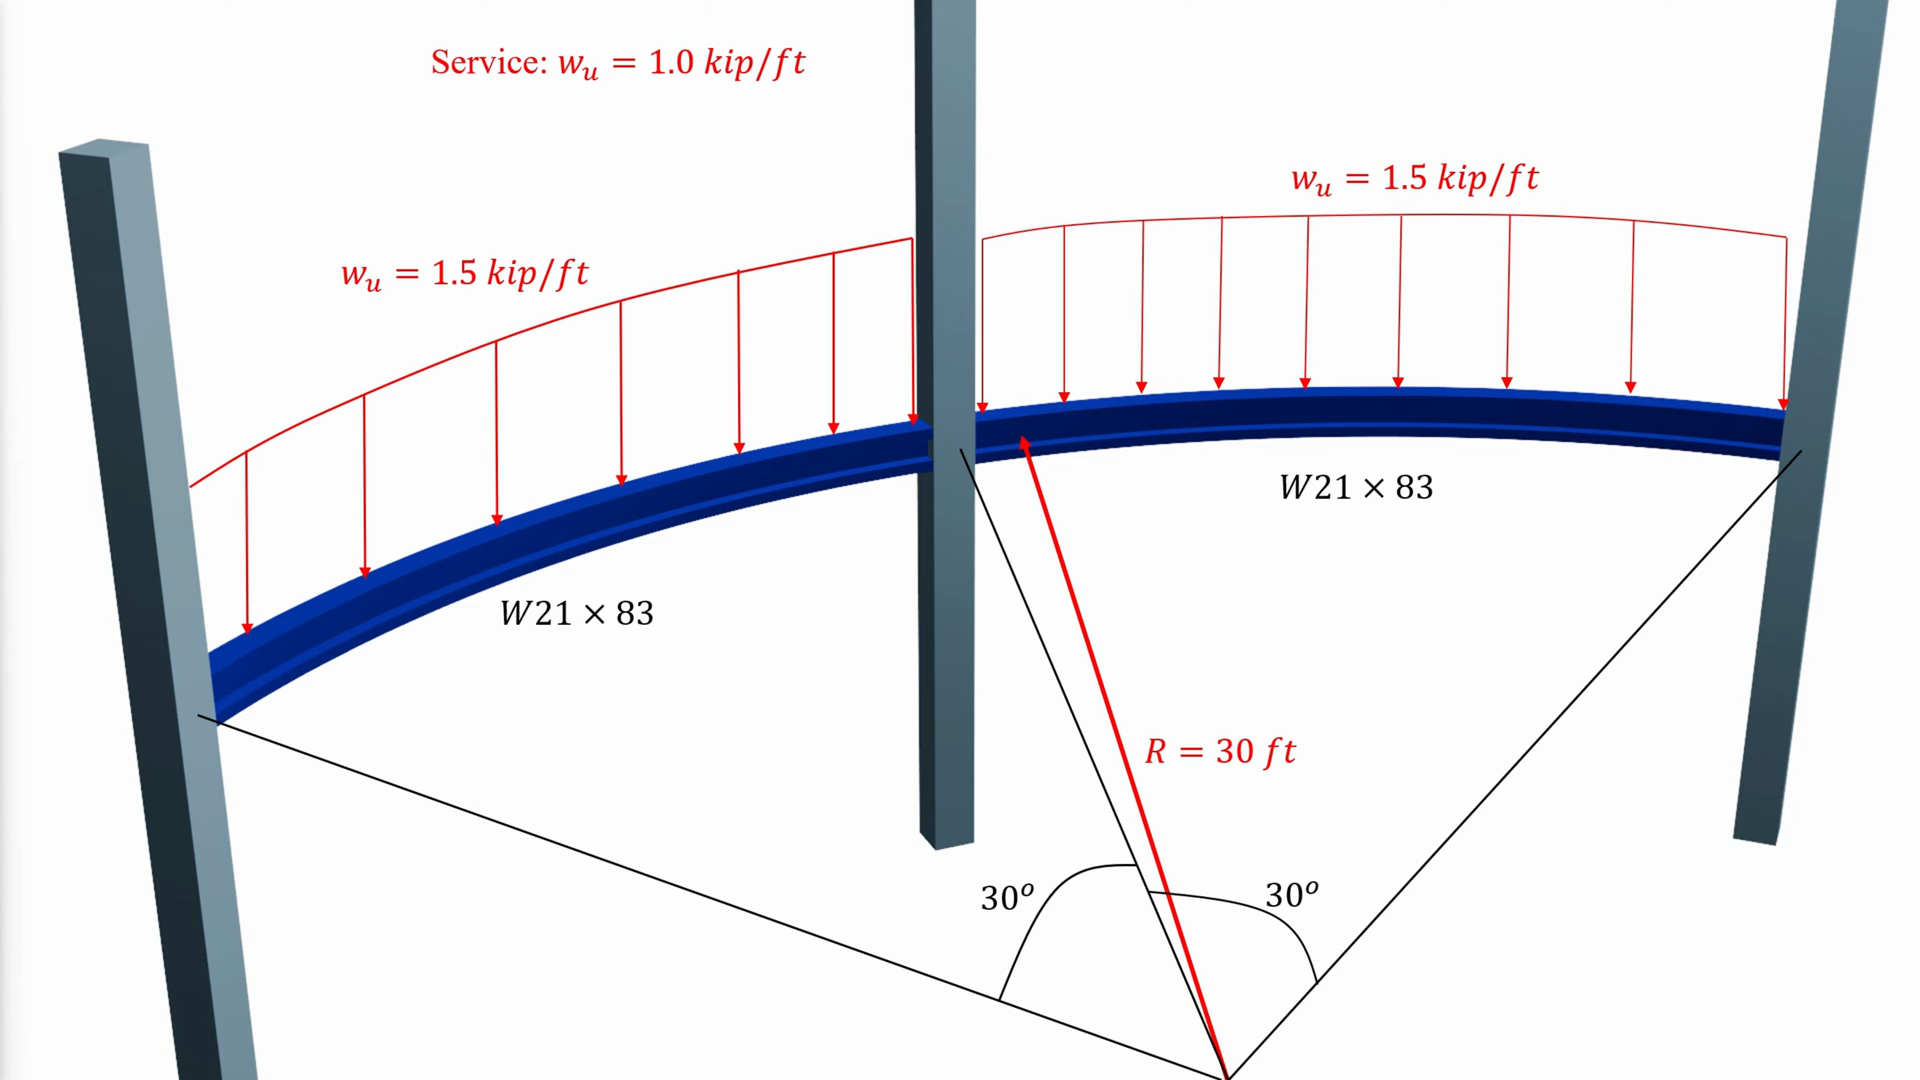 Service: w_u = 1.0 kip/ft
w_u = 1.5 kip/ft
w_u = 1.5 kip/ft
W21 × 83
W21 × 83
R = 30 ft
30°
30°